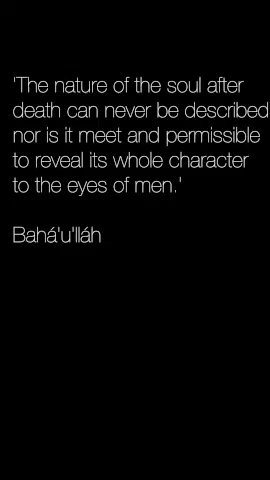 'The nature of the soul after
death can never be described
nor is it meet and permissible
to reveal its whole character
to the eyes of men.'
Bahá'u'lláh